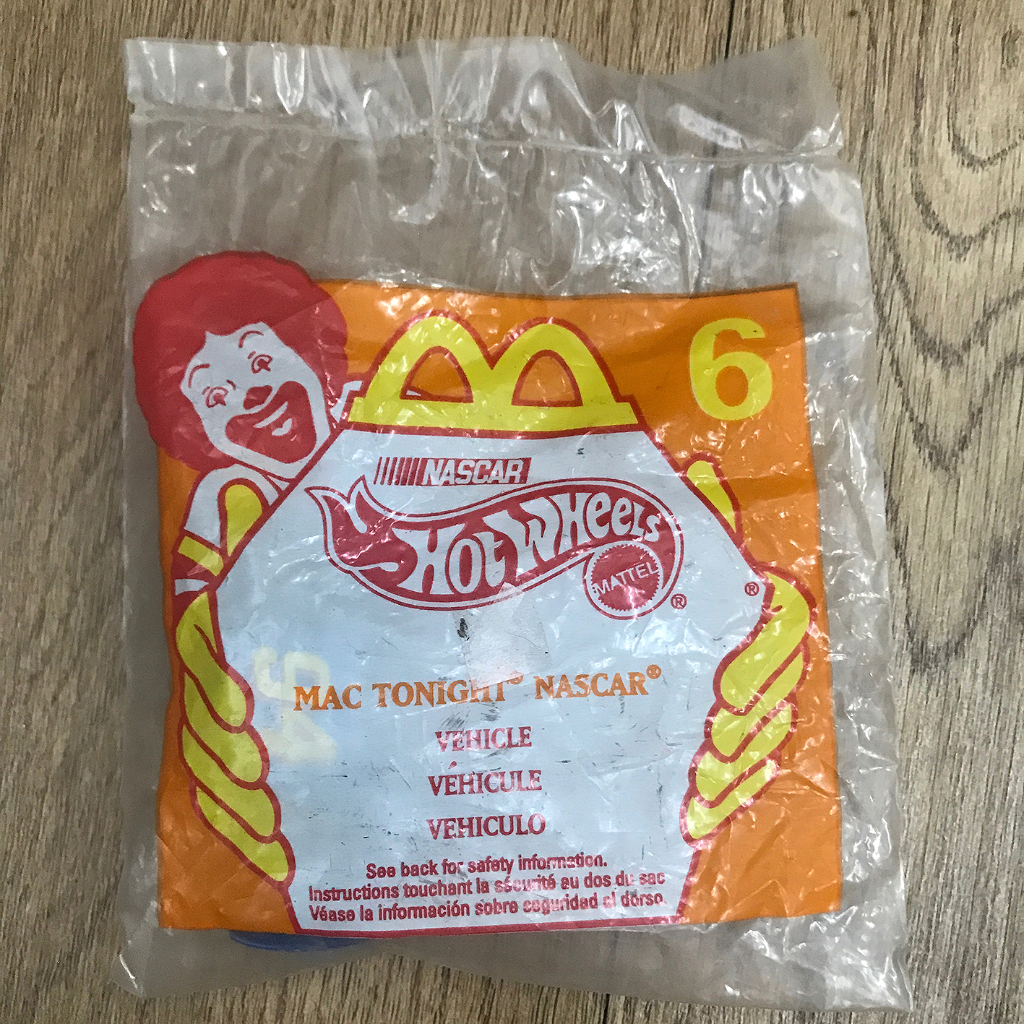 6
NASCAR
Hot Wheels
MATTEL
®
®
MAC TONIGHT® NASCAR®
VEHICLE
VÉHICULE
VEHICULO
See back for safety information.
Instructions touchant la sécurité au dos du sac
Véase la información sobre seguridad al dorso.